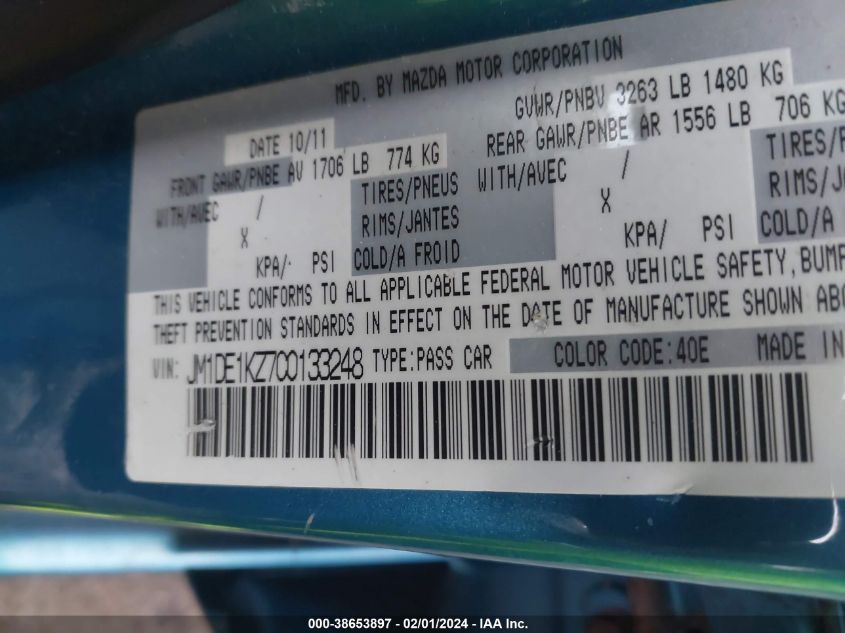 MFD. BY MAZDA MOTOR CORPORATION
DATE 10/11
GVWR/PNBV 3263 LB 1480 KG
FRONT GAWR/PNBE AV 1706 LB 774 KG
REAR GAWR/PNBE AR 1556 LB 706 KG
WITH/AVEC / TIRES/PNEUS
WITH/AVEC / TIRES/P
X RIMS/JANTES
X RIMS/J
KPA/ PSI COLD/A FROID
KPA/ PSI COLD/A
THIS VEHICLE CONFORMS TO ALL APPLICABLE FEDERAL MOTOR VEHICLE SAFETY, BUMP
THEFT PREVENTION STANDARDS IN EFFECT ON THE DATE OF MANUFACTURE SHOWN ABO
VIN: JM1DE1KZ7C0133248 TYPE:PASS CAR COLOR CODE:40E MADE IN
000-38653897 - 02/01/2024 - IAA Inc.